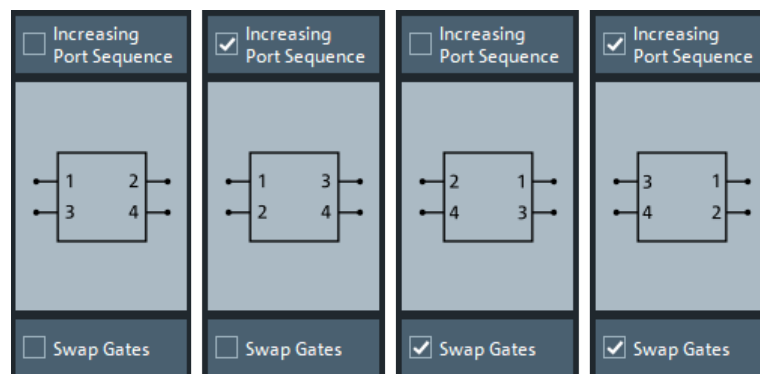 Increasing
Port Sequence
1 2
3 4
Swap Gates
Increasing
Port Sequence
1 3
2 4
Swap Gates
Increasing
Port Sequence
2 1
4 3
Swap Gates
Increasing
Port Sequence
3 1
4 2
Swap Gates